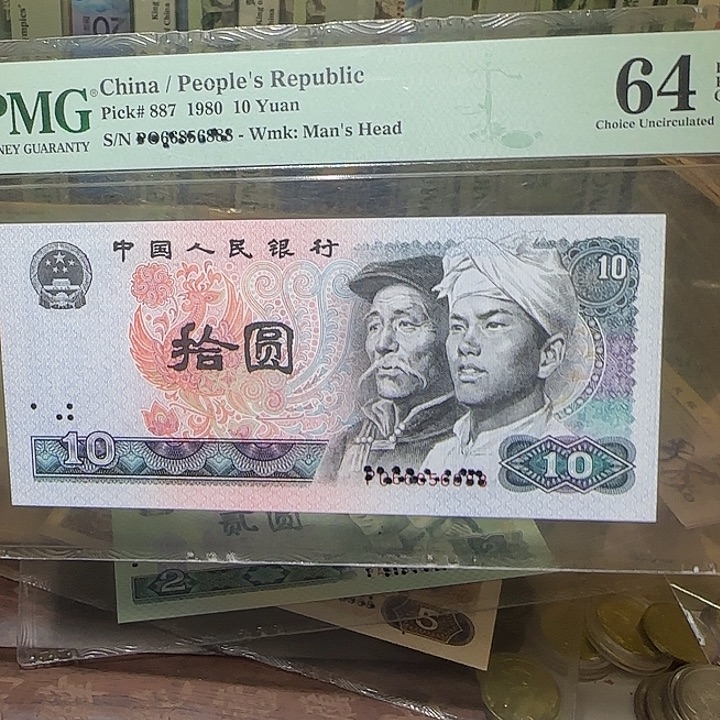 China / People's Republic
PMG
Pick# 887 1980 10 Yuan
64
NEY GUARANTY
S/N - Wmk: Man's Head
Choice Uncirculated
中国人民银行
10
拾圆
10
10
贰圆
2
5